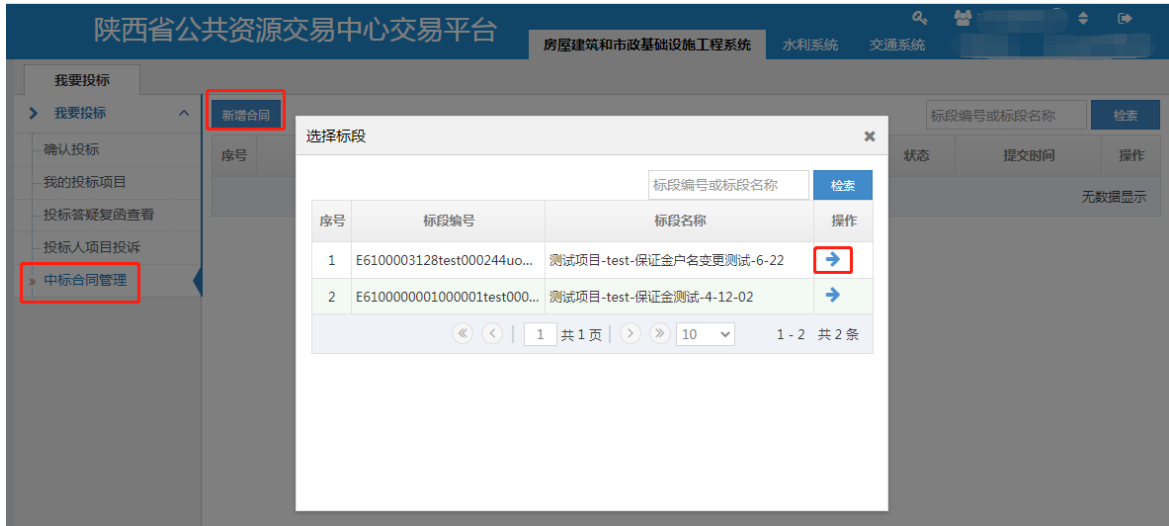 陕西省公共资源交易中心交易平台
房屋建筑和市政基础设施工程系统 水利系统 交通系统
我要投标
我要投标
确认投标
我的投标项目
投标答疑复函查看
投标人项目投诉
中标合同管理
新增合同 标段编号或标段名称 检索
序号 状态 提交时间 操作
无数据显示
选择标段
标段编号或标段名称 检索
序号 标段编号 标段名称 操作
1 E6100003128test000244uo... 测试项目-test-保证金户名变更测试-6-22
2 E6100000001000001test000... 测试项目-test-保证金测试-4-12-02
1 共1页 10 1-2 共2条